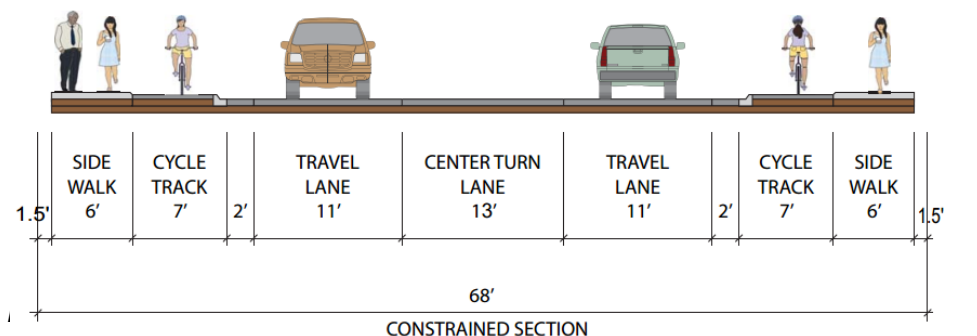 SIDE WALK 6’
CYCLE TRACK 7’
TRAVEL LANE 11’
CENTER TURN LANE 13’
TRAVEL LANE 11’
CYCLE TRACK 7’
SIDE WALK 6’
1.5'
2’
2’
1.5'
68’
CONSTRAINED SECTION